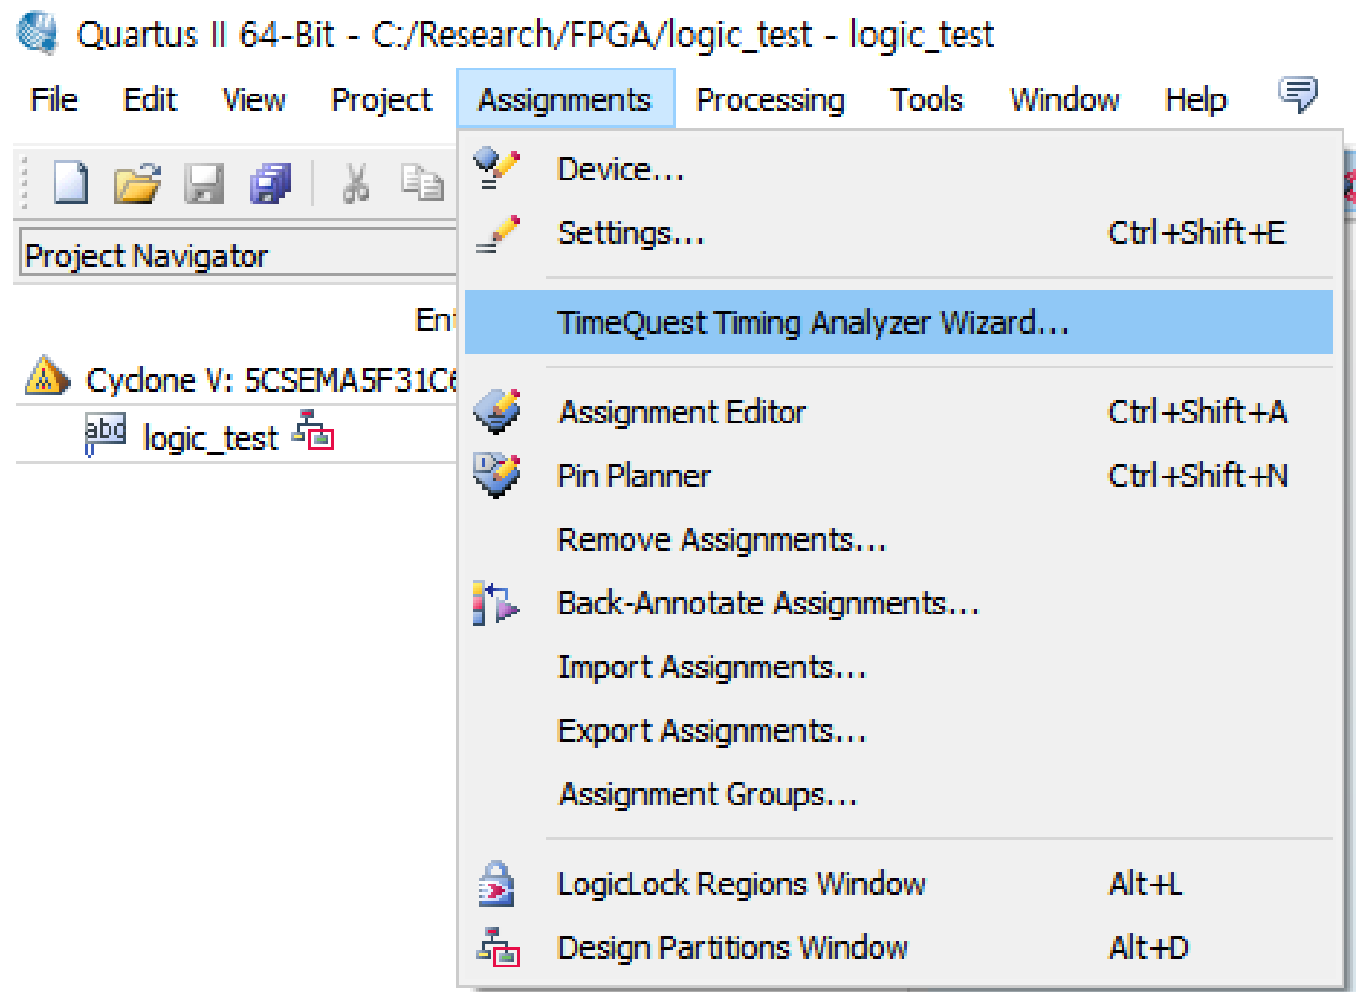 Quartus II 64-Bit - C:/Research/FPGA/logic_test - logic_test
File Edit View Project Assignments Processing Tools Window Help
Device...
Settings... Ctrl+Shift+E
Project Navigator
TimeQuest Timing Analyzer Wizard...
Cyclone V: 5CSEMA5F31C6
abd logic_test
Assignment Editor Ctrl+Shift+A
Pin Planner Ctrl+Shift+N
Remove Assignments...
Back-Annotate Assignments...
Import Assignments...
Export Assignments...
Assignment Groups...
LogicLock Regions Window Alt+L
Design Partitions Window Alt+D